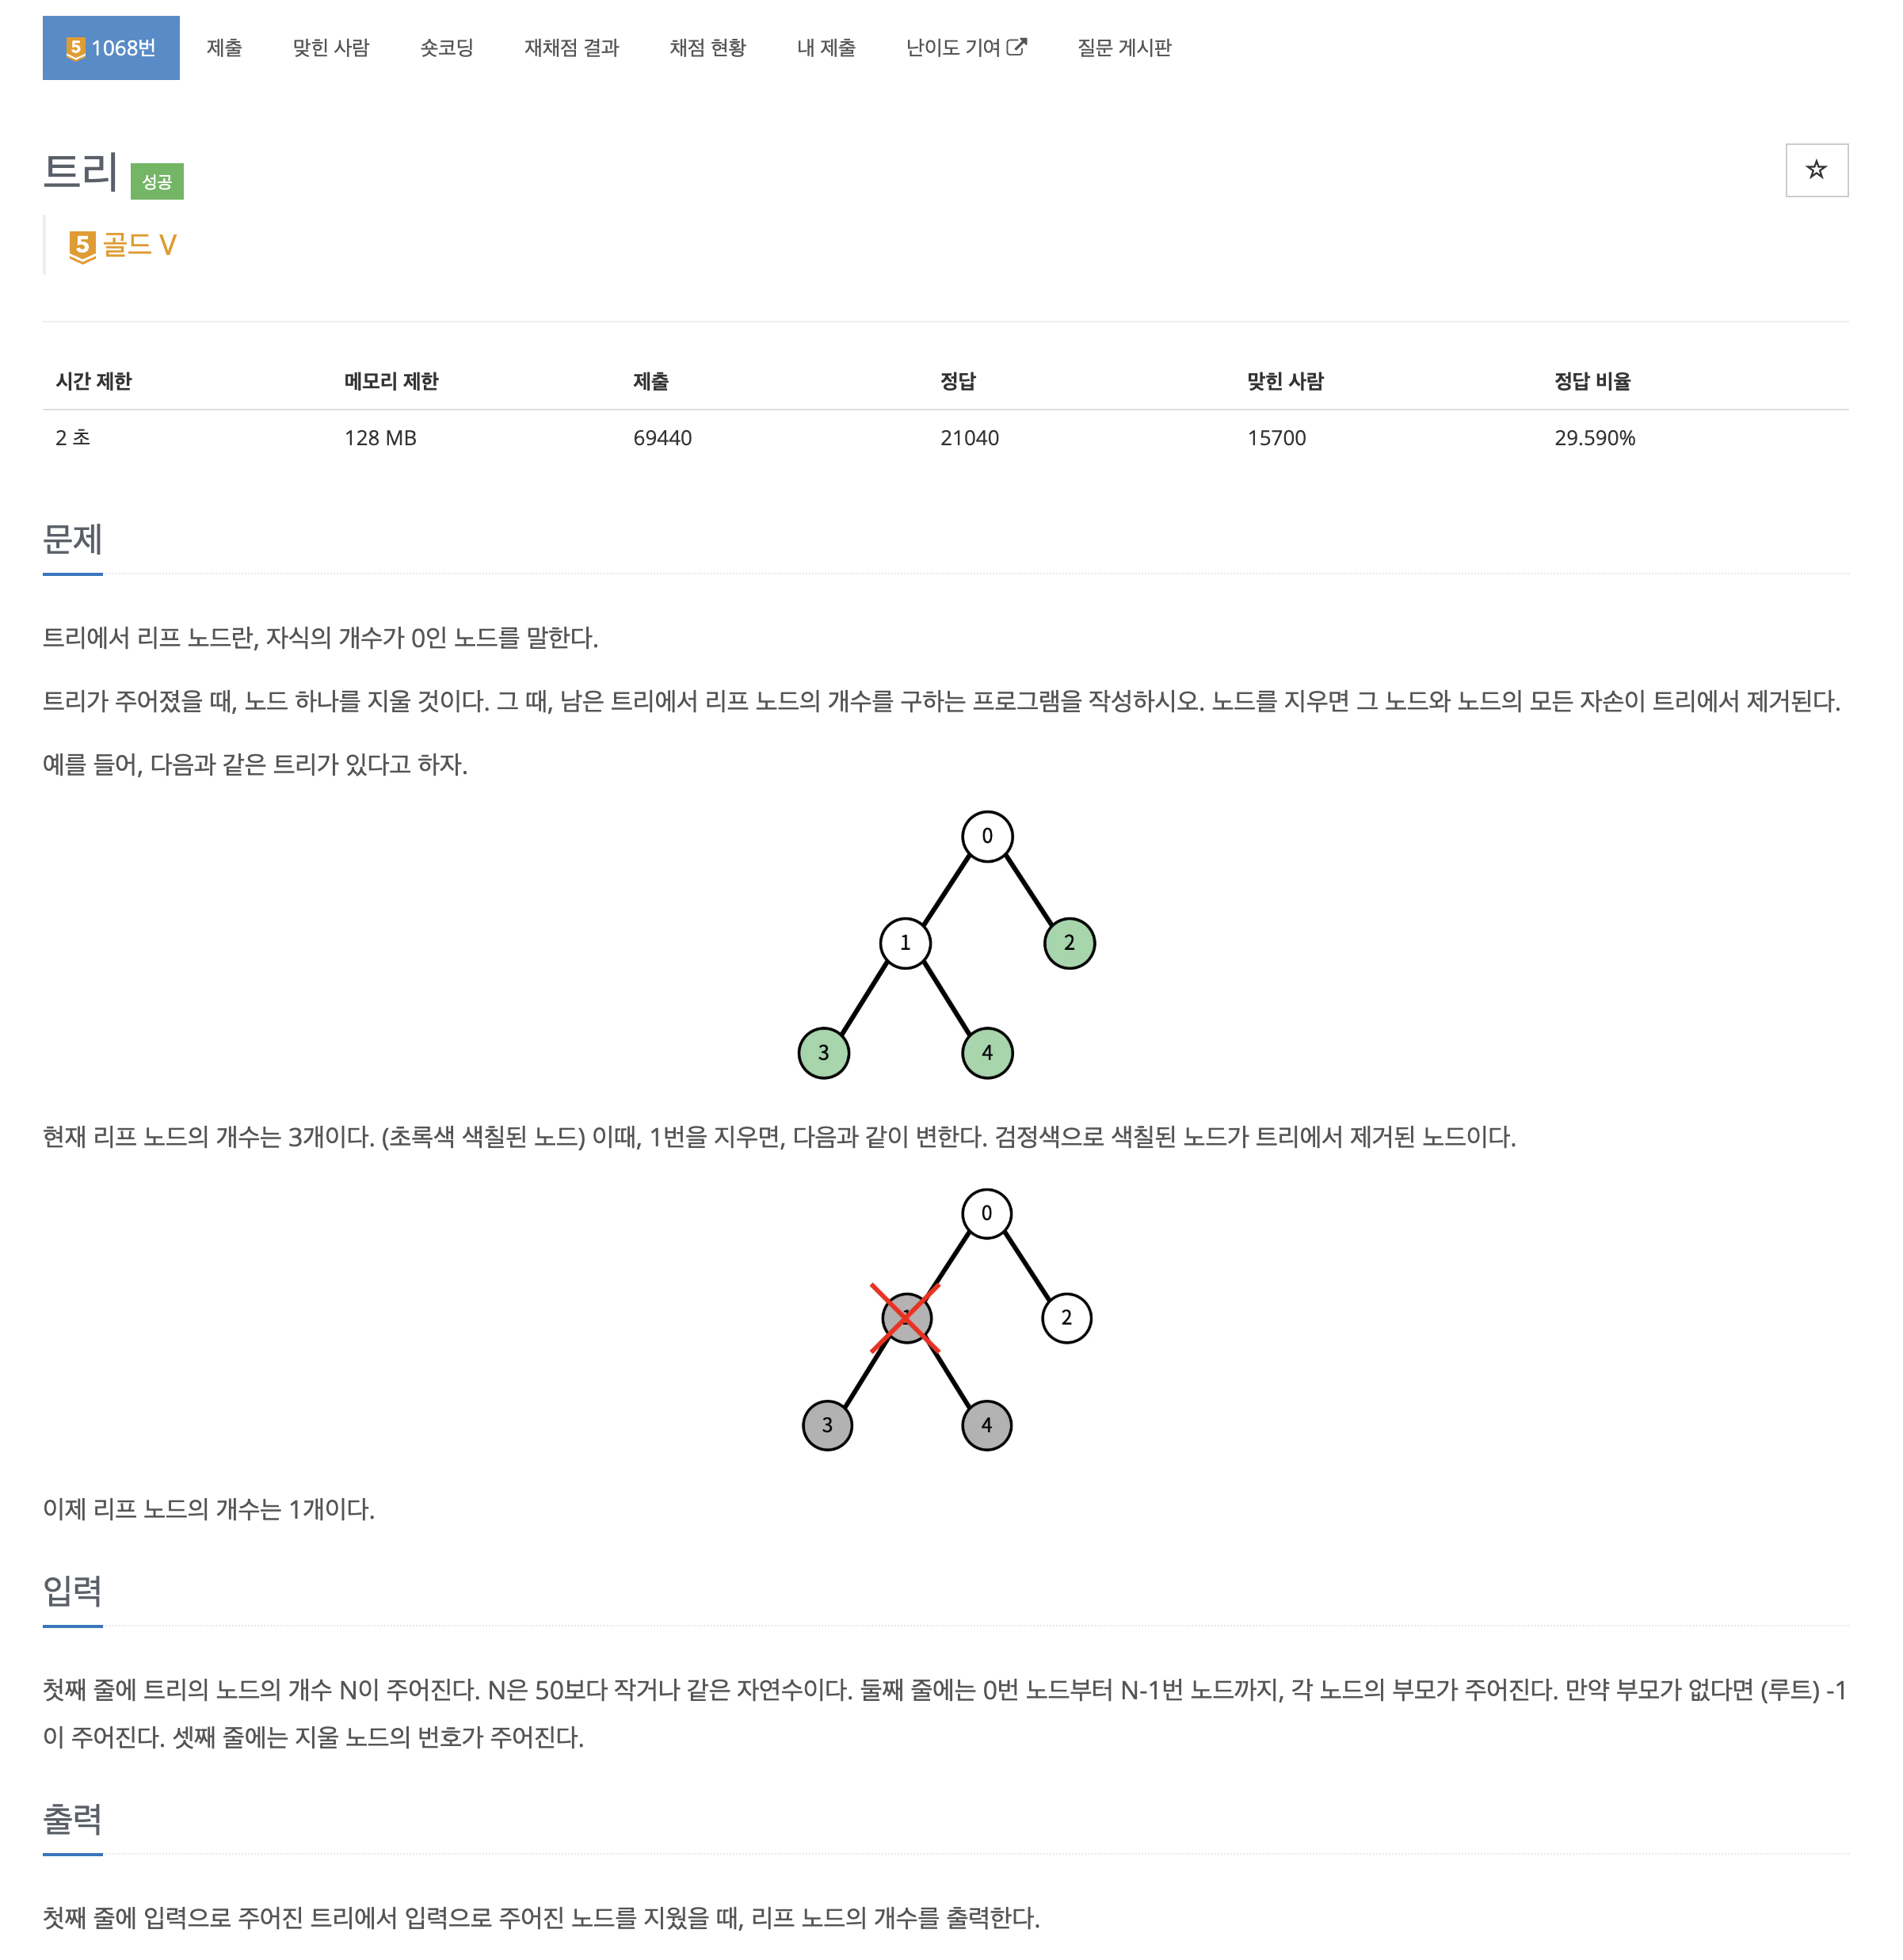 5 1068번 제출 맞힌 사람 숏코딩 재채점 결과 채점 현황 내 제출 난이도 기여 질문 게시판
트리 성공
5 골드 V
시간 제한 메모리 제한 제출 정답 맞힌 사람 정답 비율
2 초 128 MB 69440 21040 15700 29.590%
문제
트리에서 리프 노드란, 자식의 개수가 0인 노드를 말한다.
트리가 주어졌을 때, 노드 하나를 지울 것이다. 그 때, 남은 트리에서 리프 노드의 개수를 구하는 프로그램을 작성하시오. 노드를 지우면 그 노드와 노드의 모든 자손이 트리에서 제거된다.
예를 들어, 다음과 같은 트리가 있다고 하자.
0
1 2
3 4
현재 리프 노드의 개수는 3개이다. (초록색 색칠된 노드) 이때, 1번을 지우면, 다음과 같이 변한다. 검정색으로 색칠된 노드가 트리에서 제거된 노드이다.
0
1 2
3 4
이제 리프 노드의 개수는 1개이다.
입력
첫째 줄에 트리의 노드의 개수 N이 주어진다. N은 50보다 작거나 같은 자연수이다. 둘째 줄에는 0번 노드부터 N-1번 노드까지, 각 노드의 부모가 주어진다. 만약 부모가 없다면 (루트) -1
이 주어진다. 셋째 줄에는 지울 노드의 번호가 주어진다.
출력
첫째 줄에 입력으로 주어진 트리에서 입력으로 주어진 노드를 지웠을 때, 리프 노드의 개수를 출력한다.